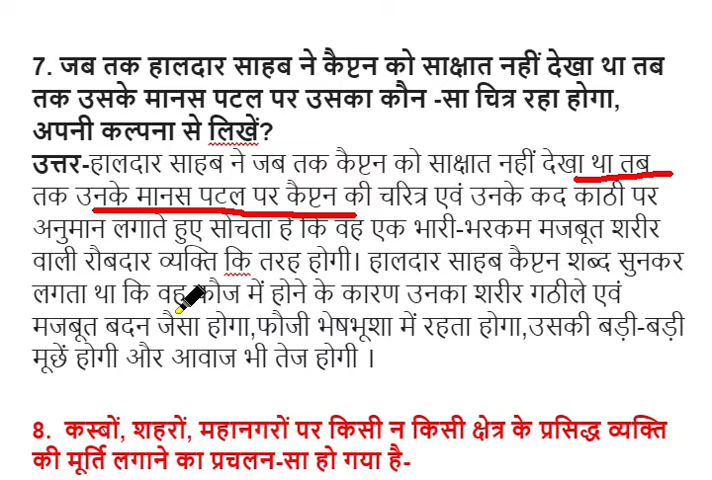 7. जब तक हालदार साहब ने कैप्टन को साक्षात नहीं देखा था तब
तक उसके मानस पटल पर उसका कौन -सा चित्र रहा होगा,
अपनी कल्पना से लिखें?
उत्तर-हालदार साहब ने जब तक कैप्टन को साक्षात नहीं देखा था तब
तक उनके मानस पटल पर कैप्टन की चरित्र एवं उनके कद काठी पर
अनुमान लगाते हुए सोचता है कि वह एक भारी-भरकम मजबूत शरीर
वाली रौबदार व्यक्ति कि तरह होगी। हालदार साहब कैप्टन शब्द सुनकर
लगता था कि वह फौज में होने के कारण उनका शरीर गठीले एवं
मजबूत बदन जैसा होगा,फौजी भेषभूशा में रहता होगा,उसकी बड़ी-बड़ी
मूछें होगी और आवाज भी तेज होगी ।
8. कस्बों, शहरों, महानगरों पर किसी न किसी क्षेत्र के प्रसिद्ध व्यक्ति
की मूर्ति लगाने का प्रचलन-सा हो गया है-